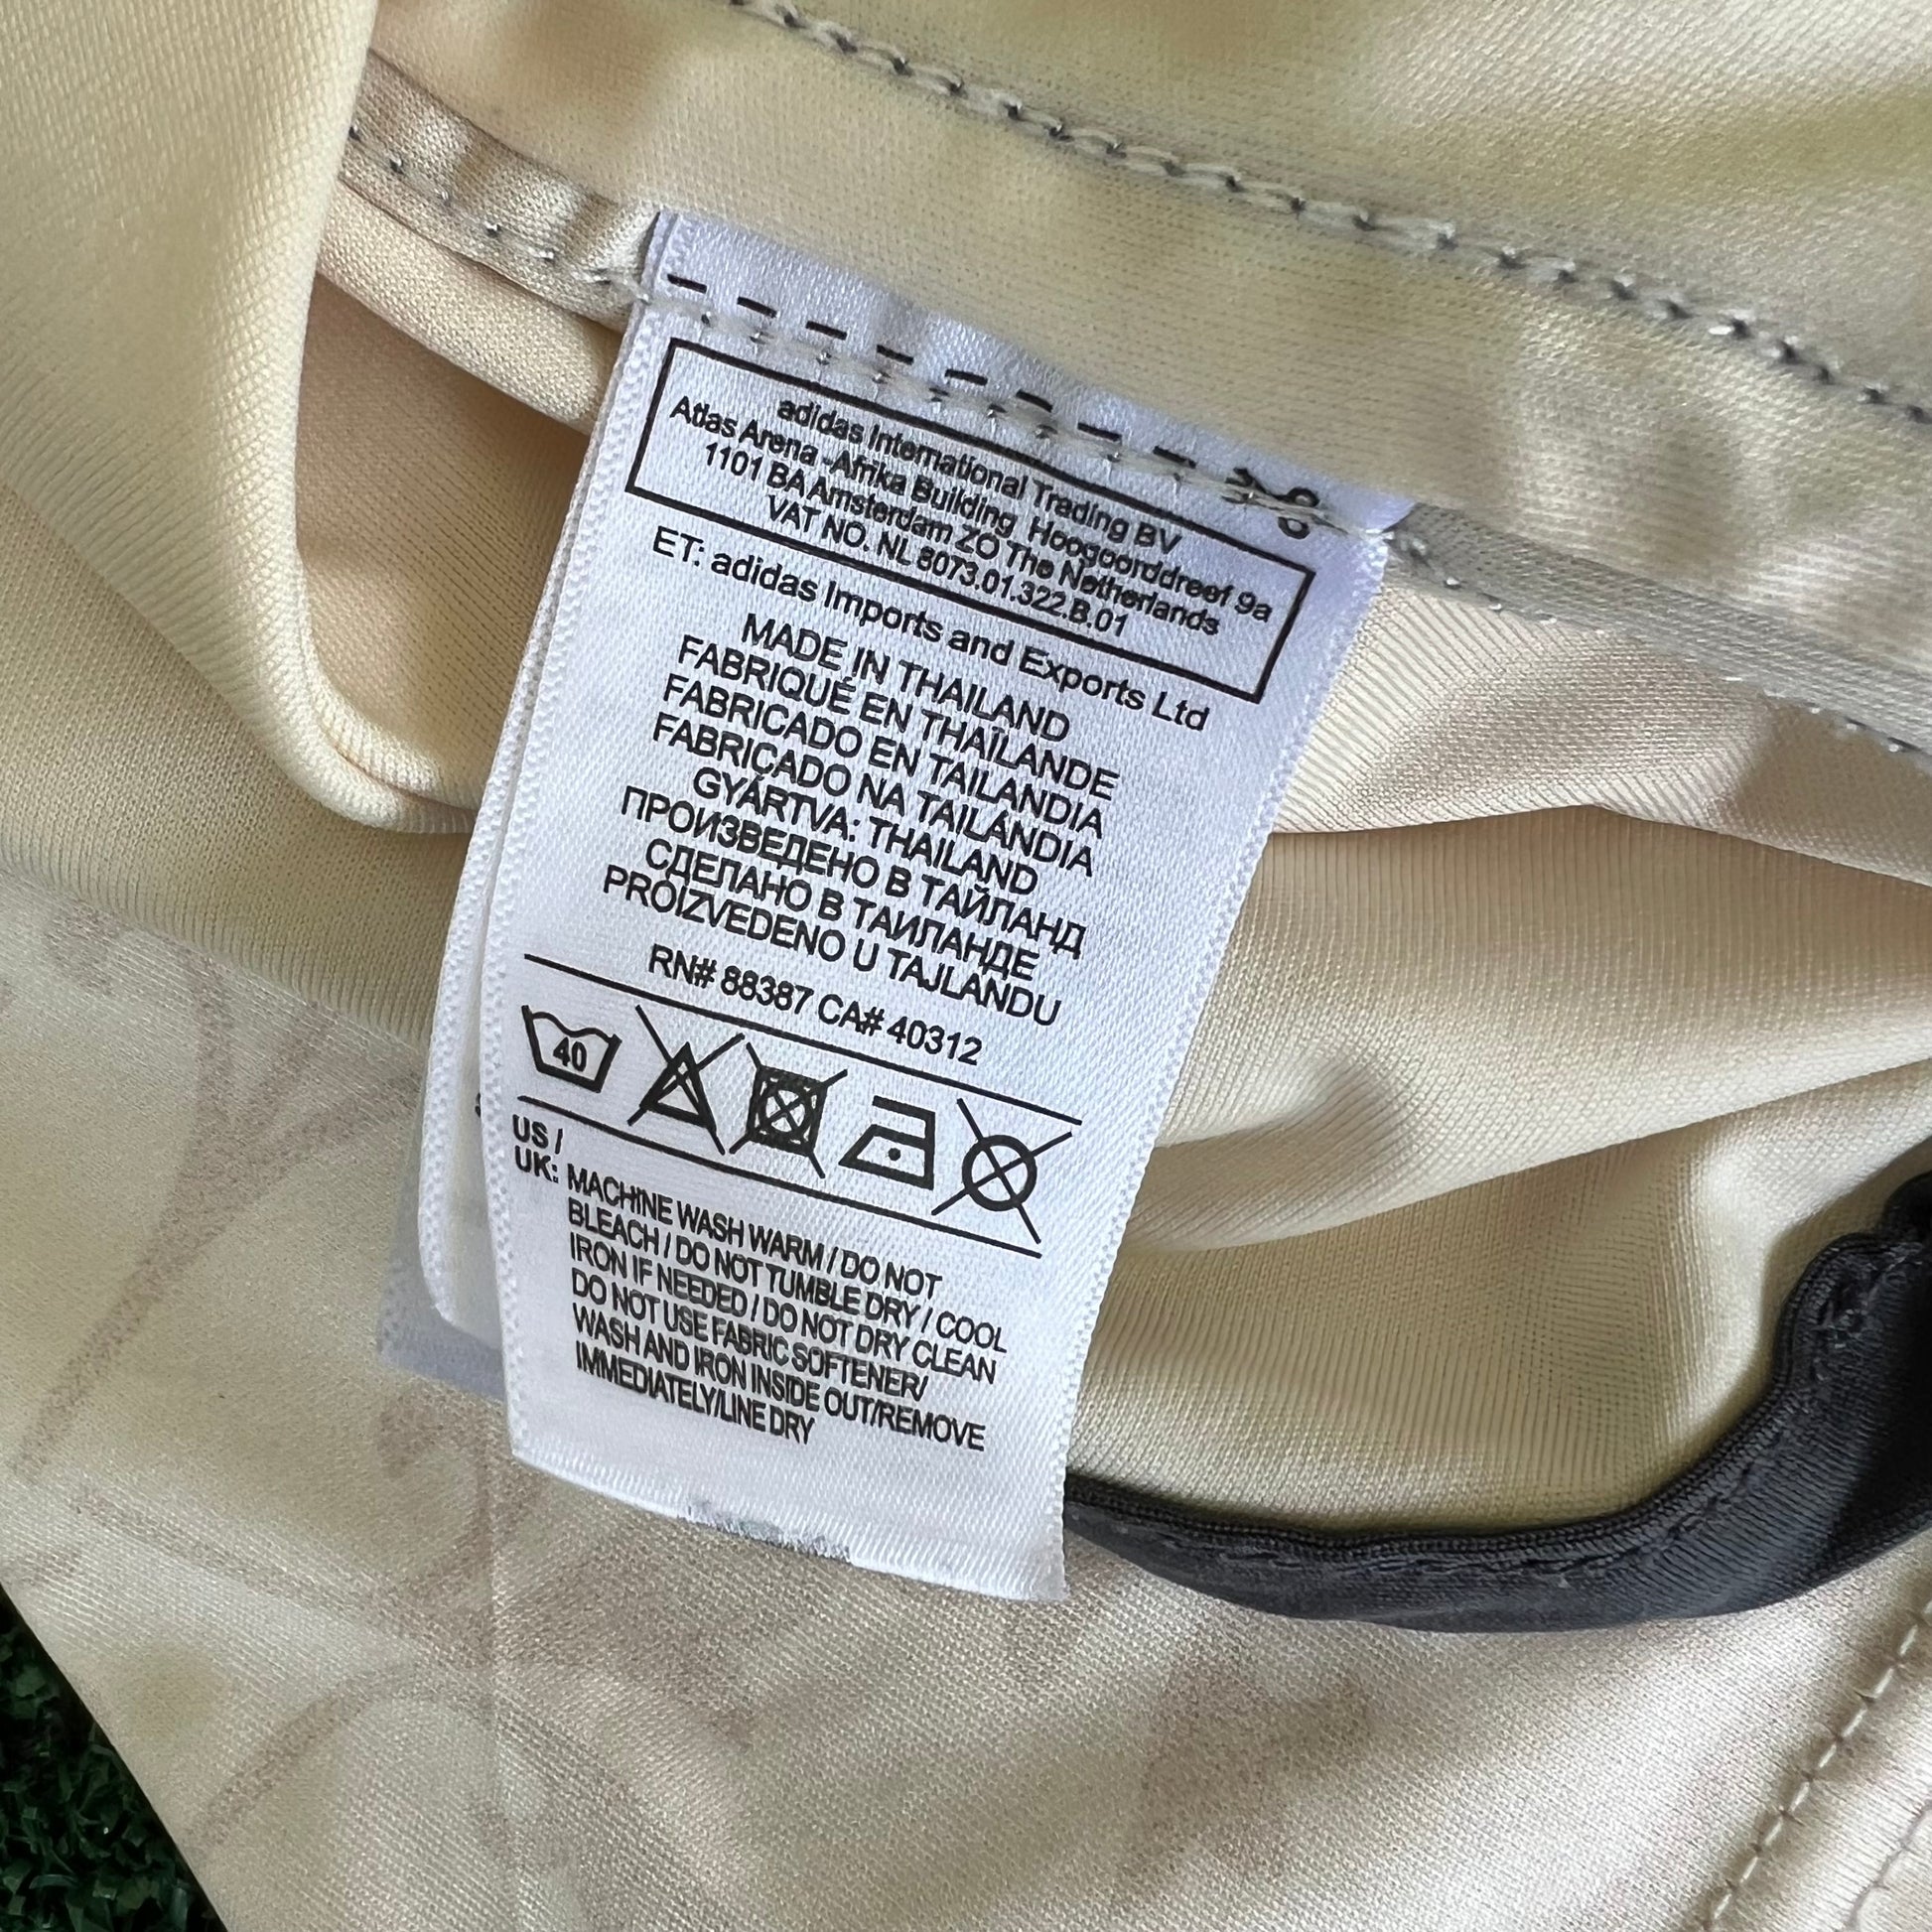 adidas International Trading BV
Atlas Arena -Afrika Building Hoogoorddreef 9a
1101 BA Amsterdam ZO The Netherlands
VAT NO. NL 8073.01.322.B.01
ET: adidas Imports and Exports Ltd
MADE IN THAILAND
FABRIQUÉ EN THAÏLANDE
FABRICADO EN TAILANDIA
FABRICADO NA TAILÁNDIA
GYÁRTVA: THAILAND
ПРОИЗВЕДЕНО В ТАЙЛАНД
СДЕЛАНО В ТАИЛАНДЕ
PROIZVEDENO U TAJLANDU
RN# 88387 CA# 40312
40
US /
UK: MACHINE WASH WARM / DO NOT
BLEACH / DO NOT TUMBLE DRY / COOL
IRON IF NEEDED / DO NOT DRY CLEAN
DO NOT USE FABRIC SOFTENER/
WASH AND IRON INSIDE OUT/REMOVE
IMMEDIATELY/LINE DRY